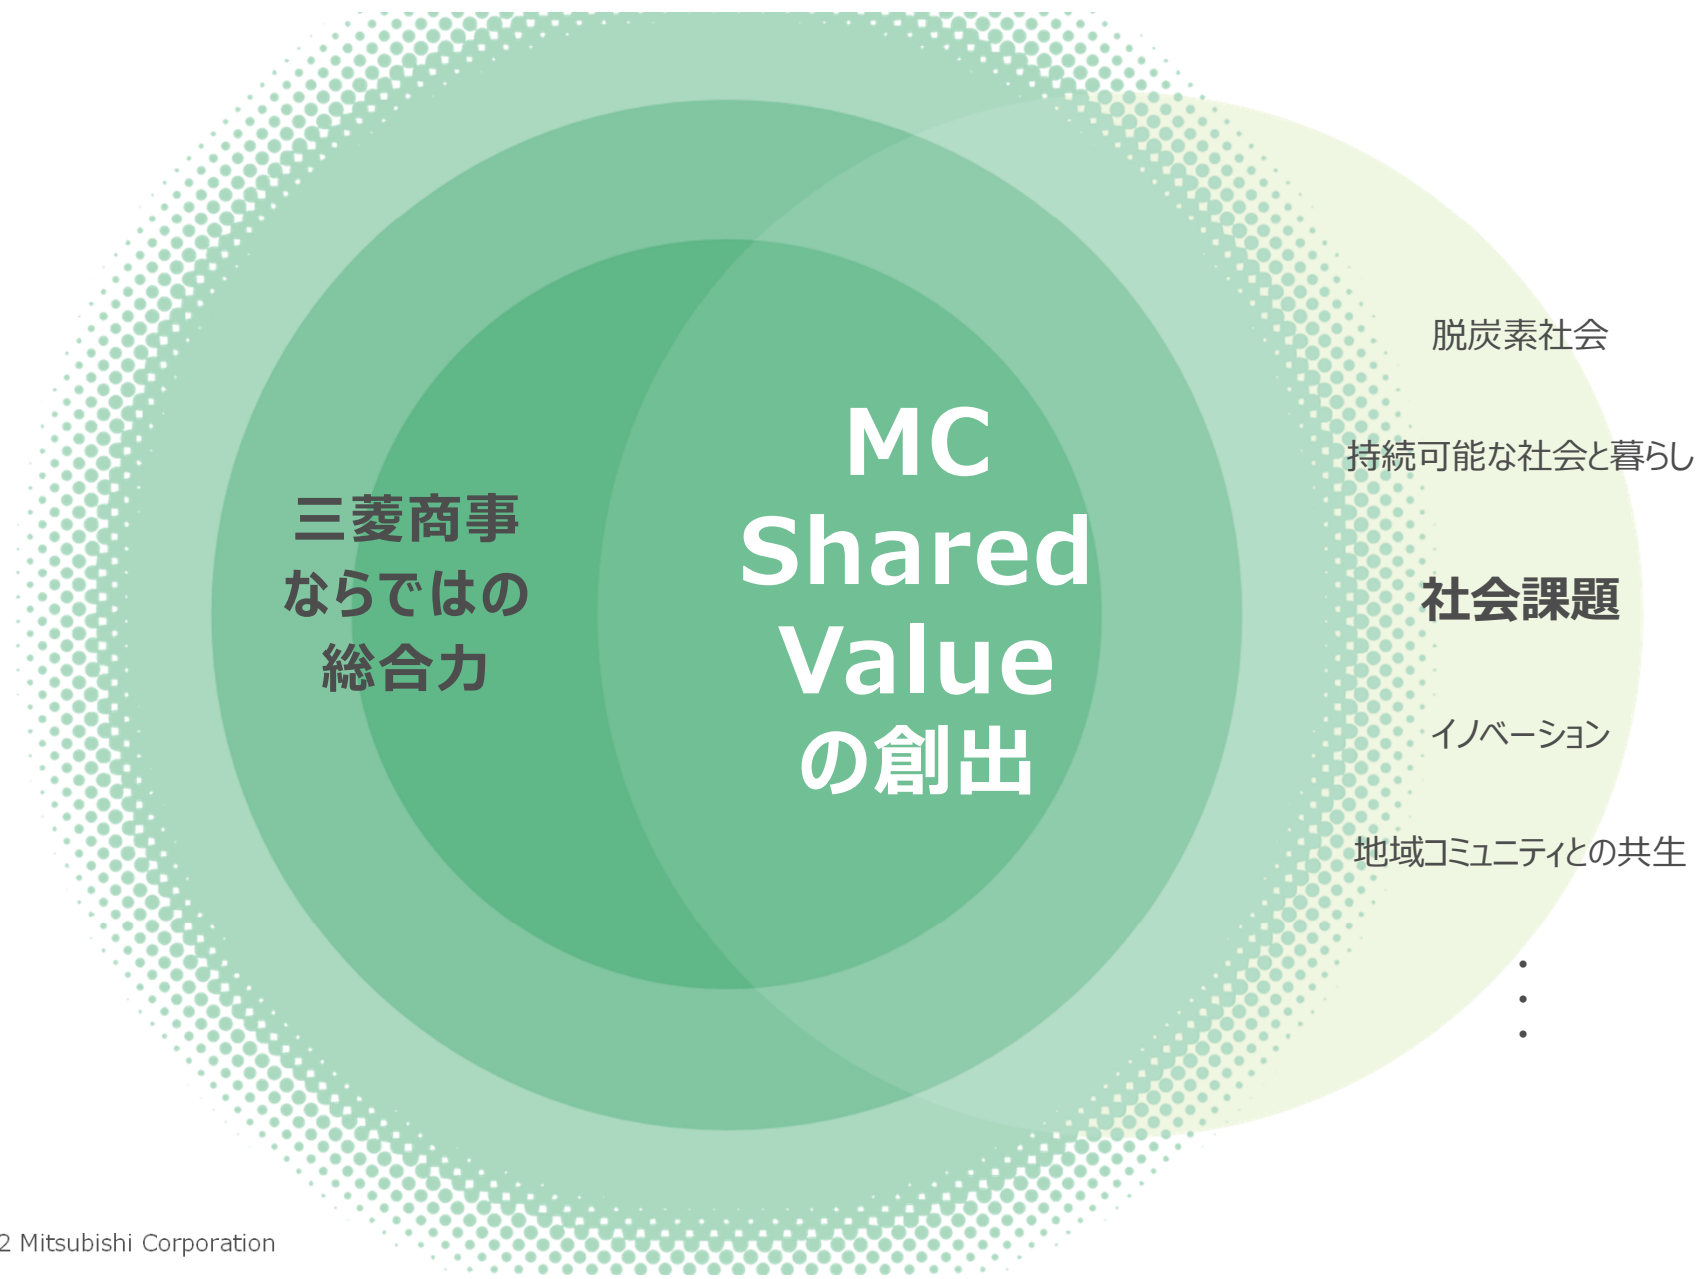 三菱商事
ならではの
総合力
MC
Shared
Value
の創出
脱炭素社会
持続可能な社会と暮らし
社会課題
イノベーション
地域コミュニティとの共生
・
・
・
2 Mitsubishi Corporation